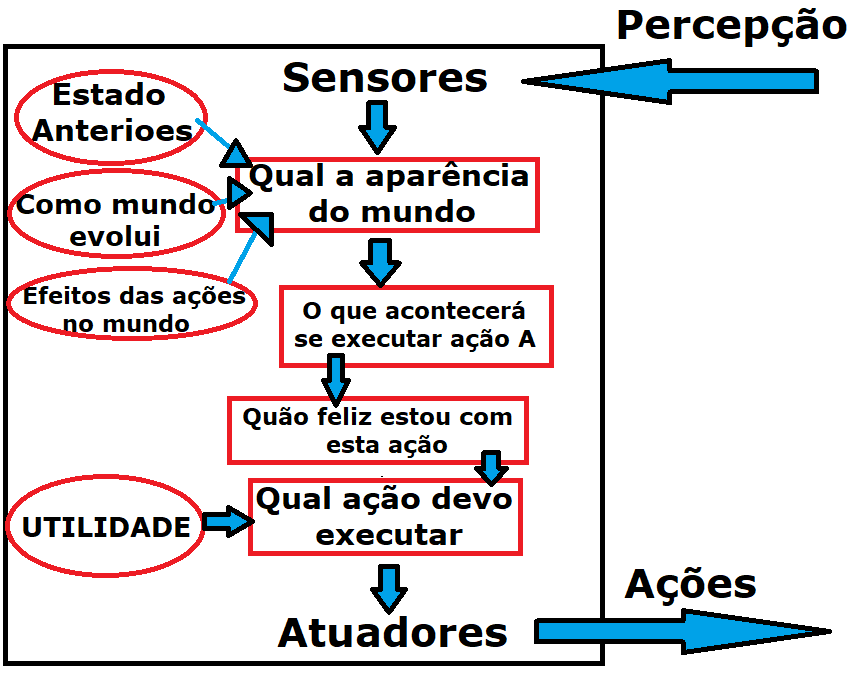 Percepção
Sensores
Estado
Anterioes
Qual a aparência
do mundo
Como mundo
evolui
Efeitos das ações
no mundo
O que acontecerá
se executar ação A
Quão feliz estou com
esta ação
Qual ação devo
executar
UTILIDADE
Ações
Atuadores